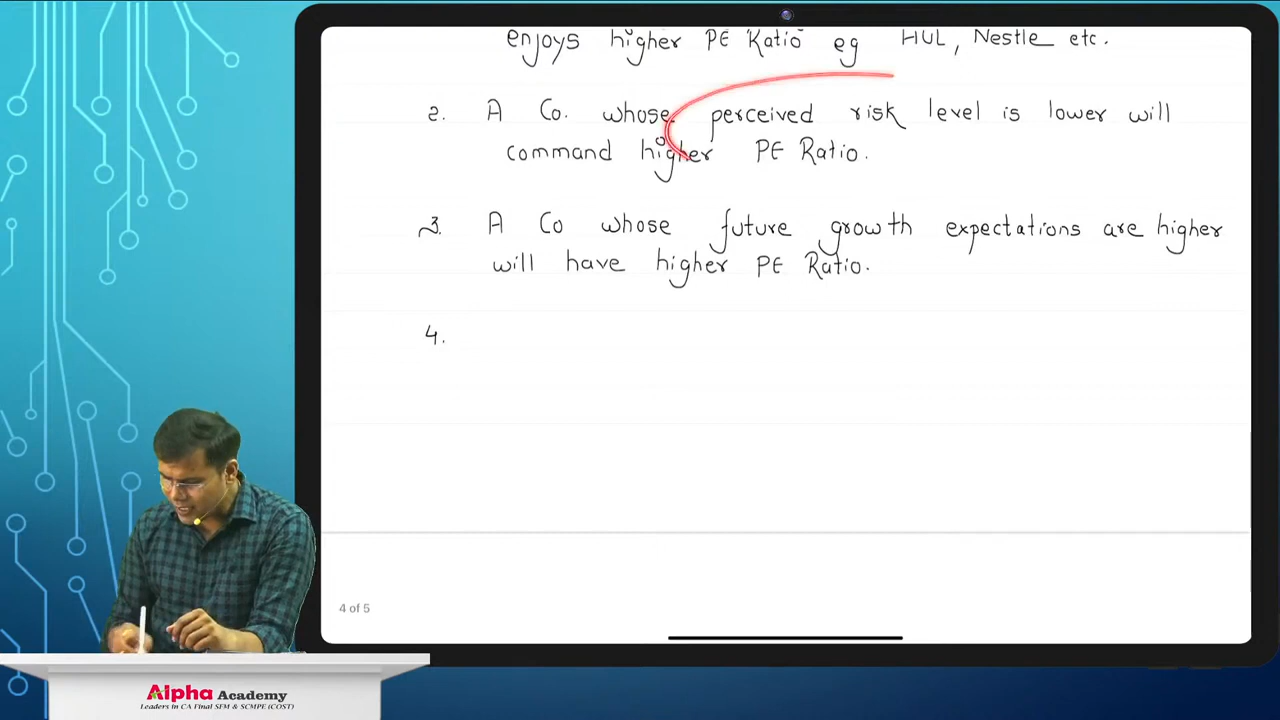 enjoys higher PE Ratio eg HUL, Nestle etc.
2. A Co. whose perceived risk level is lower will
command higher PE Ratio.
3. A Co whose future growth expectations are higher
will have higher PE Ratio.
4.
4 of 5
Alpha Academy
Leaders in CA Final SFM & SCMPE (COST)